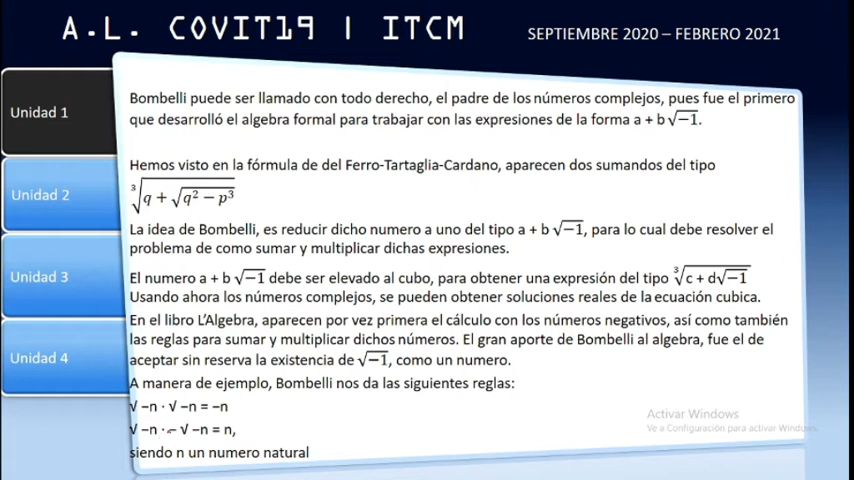 A.L. COVIT19 | ITCM
SEPTIEMBRE 2020 – FEBRERO 2021
Unidad 1
Unidad 2
Unidad 3
Unidad 4
Bombelli puede ser llamado con todo derecho, el padre de los números complejos, pues fue el primero
que desarrolló el algebra formal para trabajar con las expresiones de la forma a + b√−1.
Hemos visto en la fórmula de del Ferro-Tartaglia-Cardano, aparecen dos sumandos del tipo
∛(q + √(q² − p³))
La idea de Bombelli, es reducir dicho numero a uno del tipo a + b √−1, para lo cual debe resolver el
problema de como sumar y multiplicar dichas expresiones.
El numero a + b √−1 debe ser elevado al cubo, para obtener una expresión del tipo ∛(c + d√−1)
Usando ahora los números complejos, se pueden obtener soluciones reales de la ecuación cubica.
En el libro L'Algebra, aparecen por vez primera el cálculo con los números negativos, así como también
las reglas para sumar y multiplicar dichos números. El gran aporte de Bombelli al algebra, fue el de
aceptar sin reserva la existencia de √−1, como un numero.
A manera de ejemplo, Bombelli nos da las siguientes reglas:
√ −n · √ −n = −n
√ −n · − √ −n = n,
siendo n un numero natural
Activar Windows
Ve a Configuración para activar Windows.